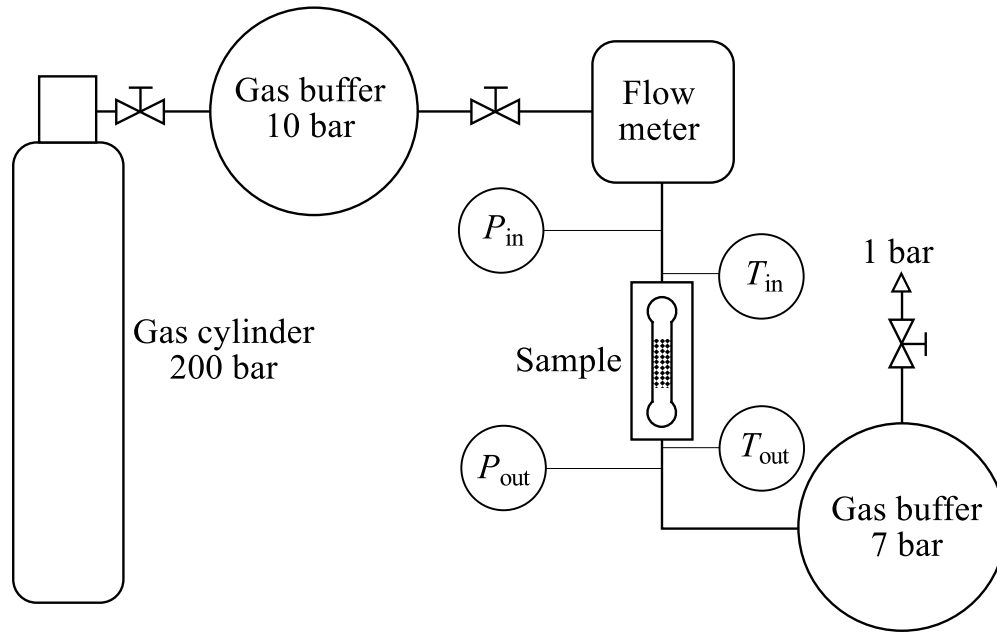 Gas buffer
10 bar
Flow
meter
P_in
T_in
1 bar
Gas cylinder
200 bar
Sample
P_out
T_out
Gas buffer
7 bar